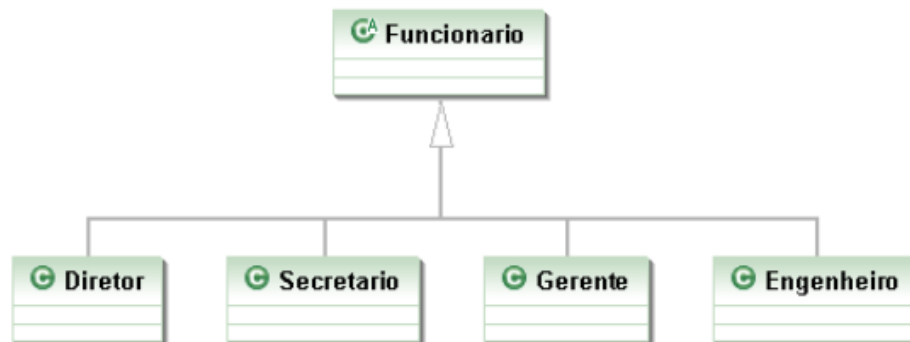 Funcionario
Diretor
Secretario
Gerente
Engenheiro